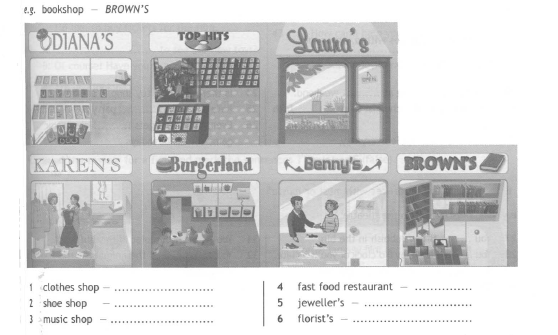 e.g. bookshop – BROWN'S
ODIANA'S
TOP HITS
Laura's
KAREN'S
Burgerland
Benny's
BROWN'S
1 clothes shop – ..........................
2 shoe shop – ..........................
3 music shop – ..........................
4 fast food restaurant – ...............
5 jeweller's – ...........................
6 florist's – ...........................